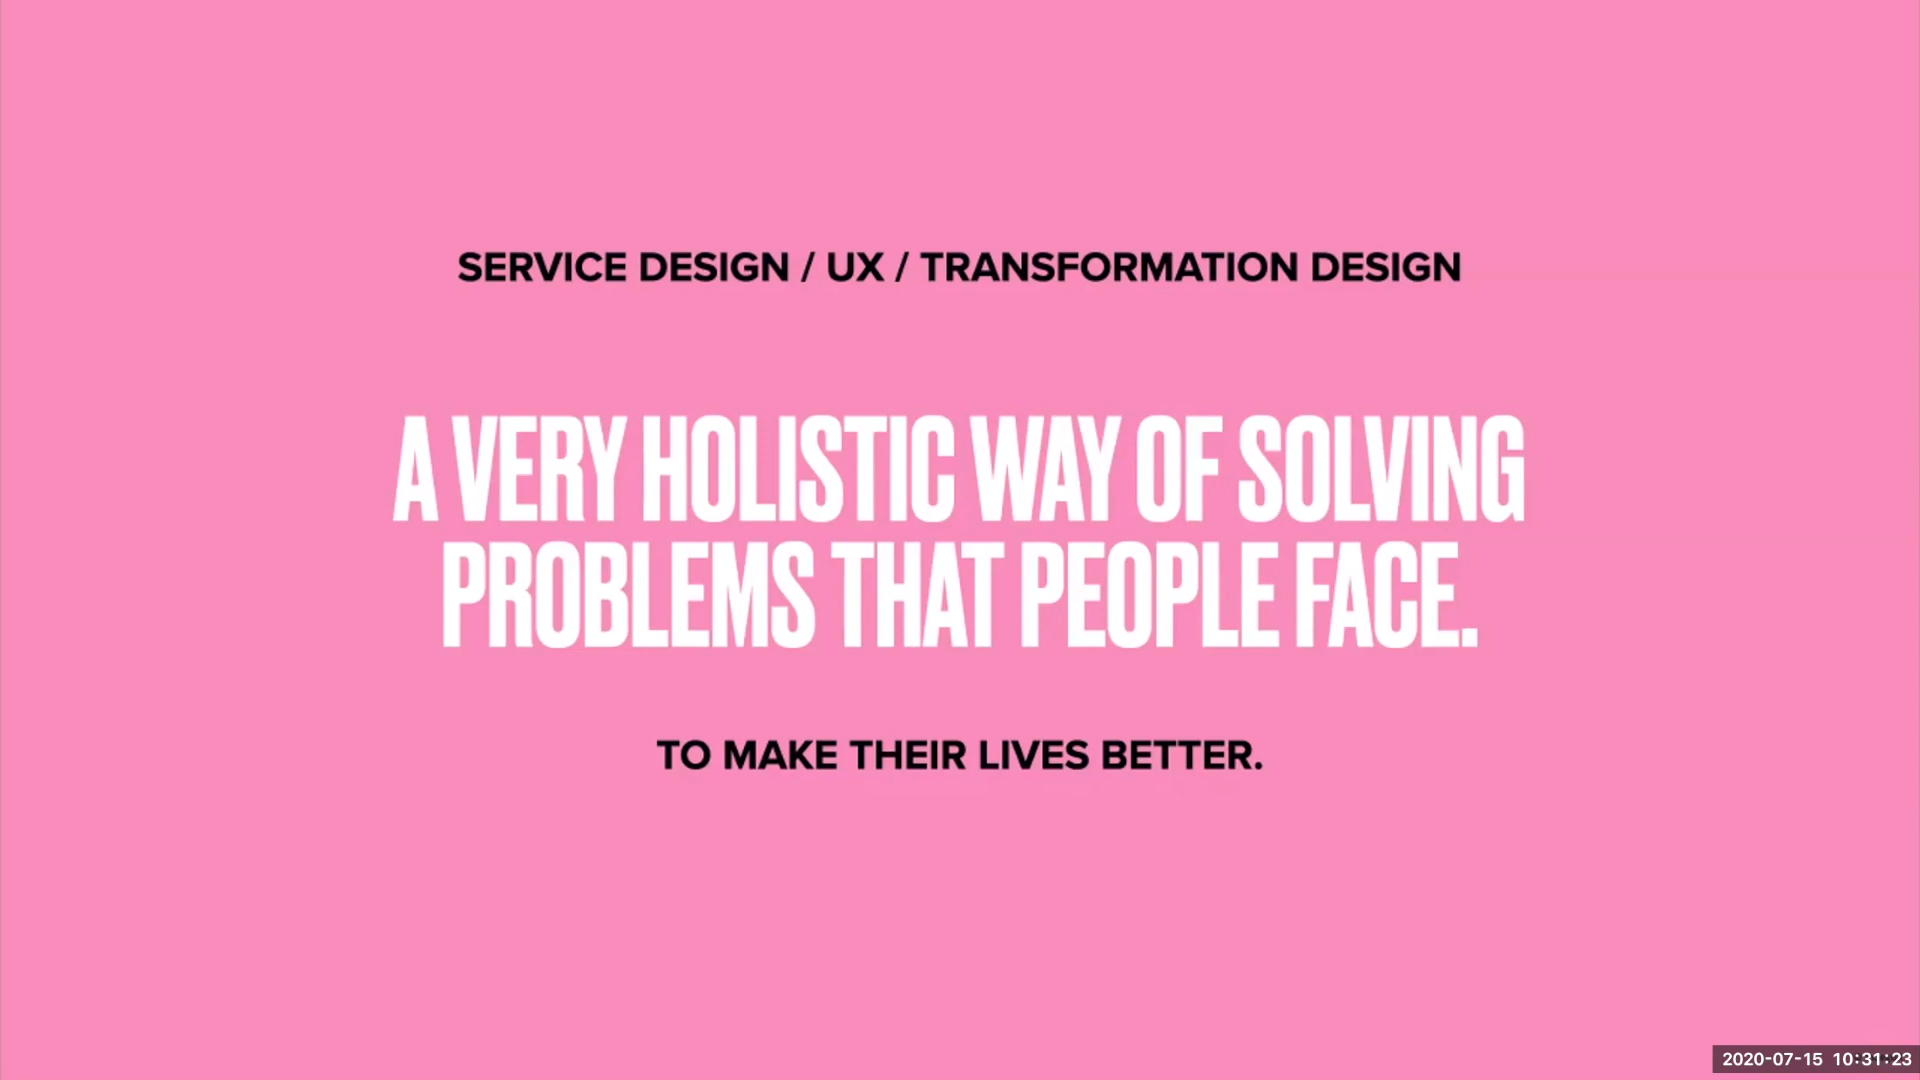 SERVICE DESIGN / UX / TRANSFORMATION DESIGN
A VERY HOLISTIC WAY OF SOLVING
PROBLEMS THAT PEOPLE FACE.
TO MAKE THEIR LIVES BETTER.
2020-07-15 10:31:23